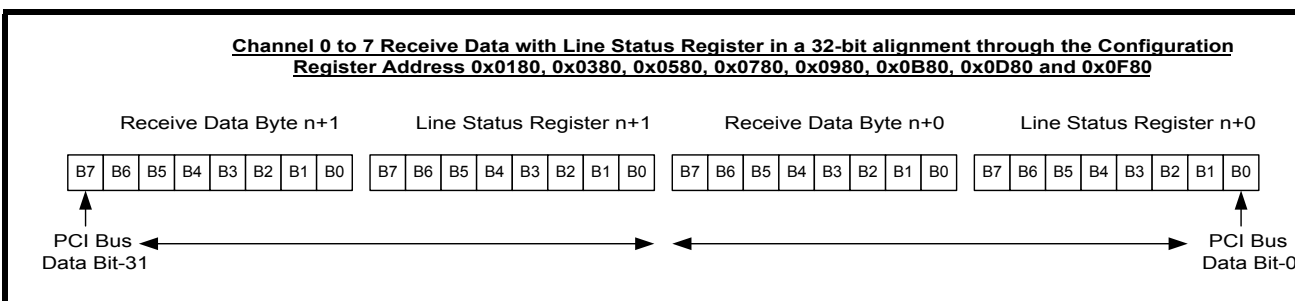 Channel 0 to 7 Receive Data with Line Status Register in a 32-bit alignment through the Configuration
Register Address 0x0180, 0x0380, 0x0580, 0x0780, 0x0980, 0x0B80, 0x0D80 and 0x0F80
Receive Data Byte n+1 Line Status Register n+1 Receive Data Byte n+0 Line Status Register n+0
B7 B6 B5 B4 B3 B2 B1 B0 B7 B6 B5 B4 B3 B2 B1 B0 B7 B6 B5 B4 B3 B2 B1 B0 B7 B6 B5 B4 B3 B2 B1 B0
PCI Bus PCI Bus
Data Bit-31 Data Bit-0